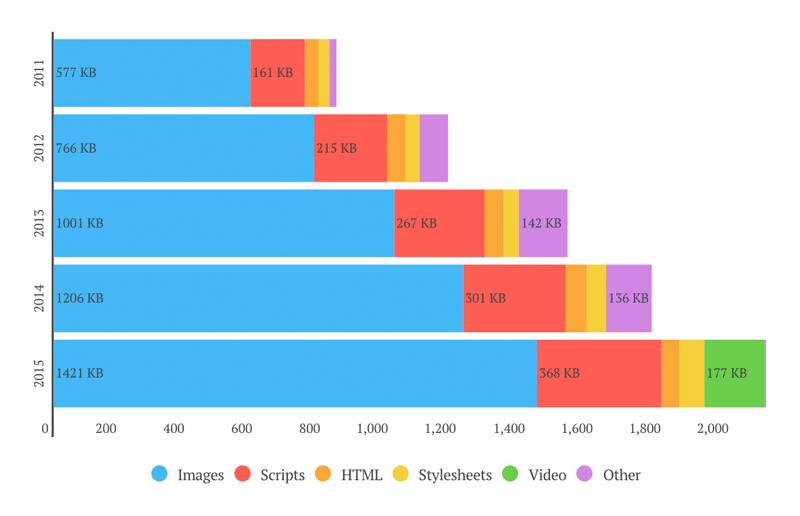 2011
577 KB 161 KB
2012
766 KB 215 KB
2013
1001 KB 267 KB 142 KB
2014
1206 KB 301 KB 136 KB
2015
1421 KB 368 KB 177 KB
0 200 400 600 800 1,000 1,200 1,400 1,600 1,800 2,000
Images Scripts HTML Stylesheets Video Other